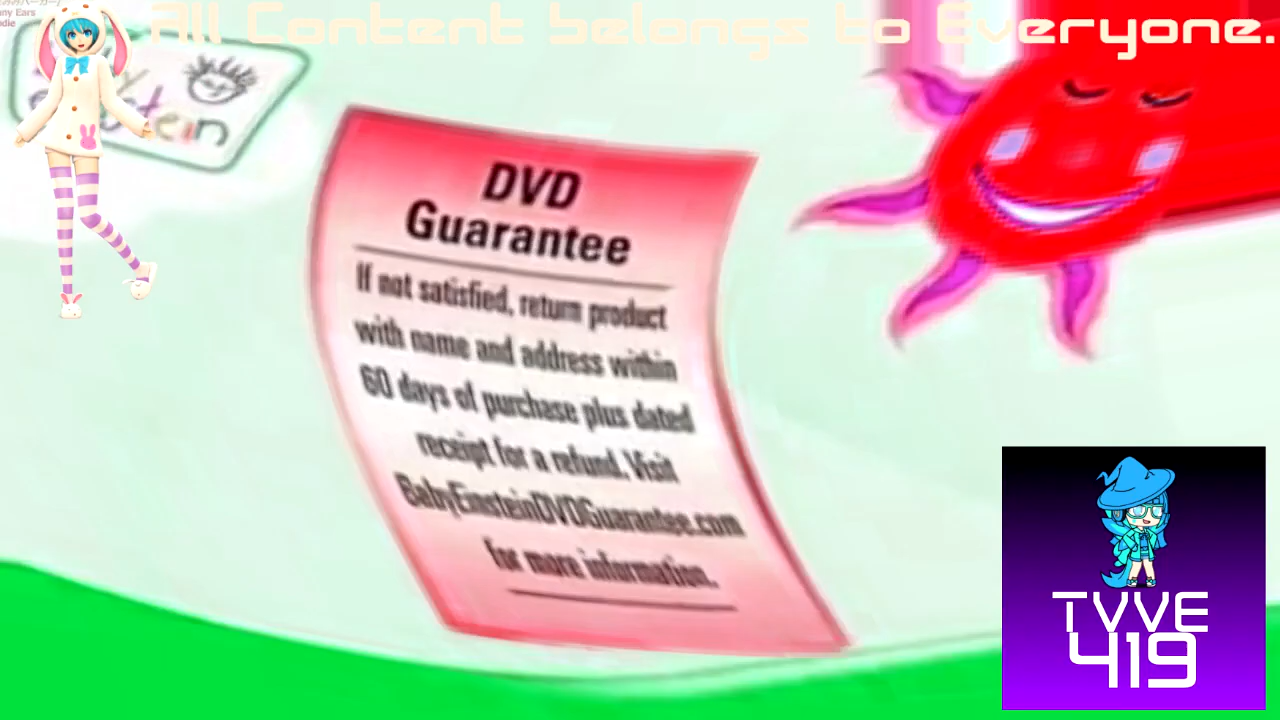 All Content belongs to Everyone.
DVD
Guarantee
If not satisfied, return product
with name and address within
60 days of purchase plus dated
receipt for a refund. Visit
BabyEinsteinDVDGuarantee.com
for more information.
TVVE
419